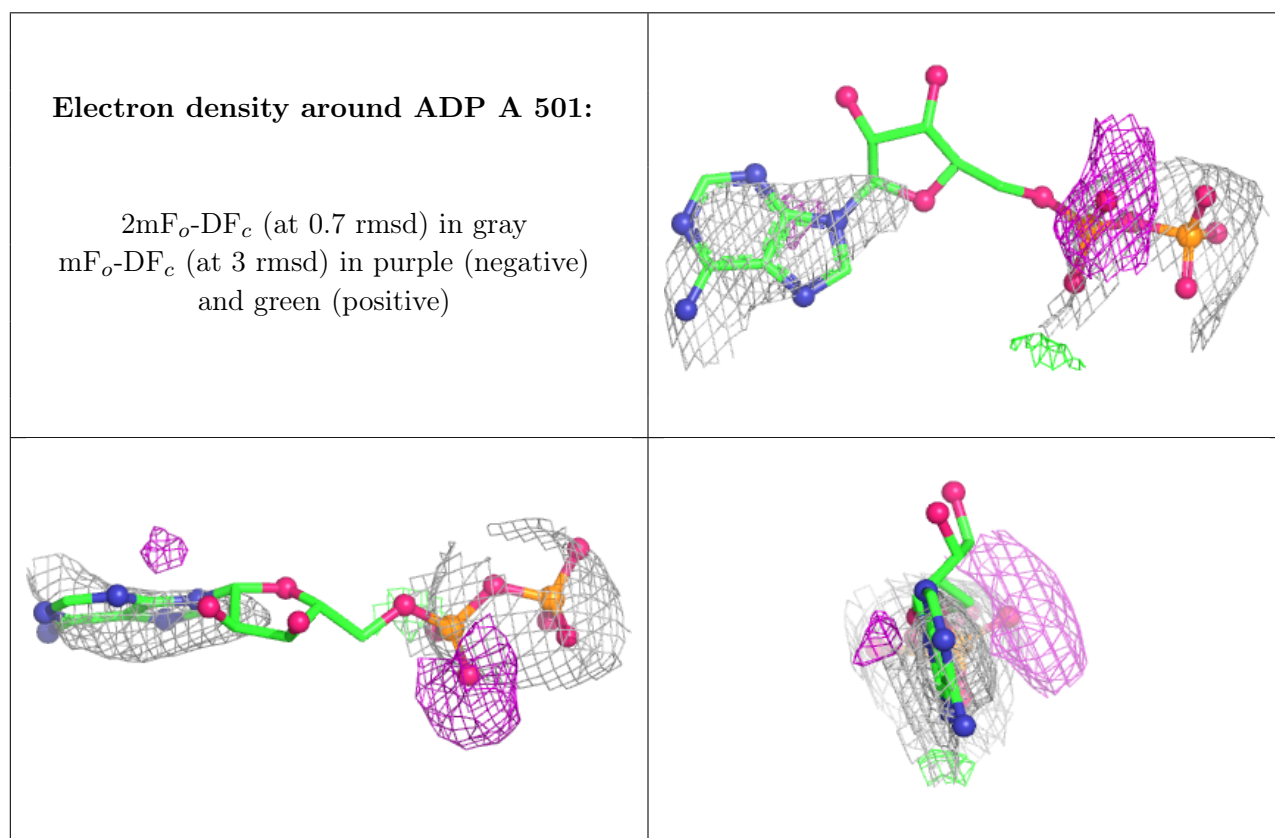 Electron density around ADP A 501:
2mFₒ-DF𝒸 (at 0.7 rmsd) in gray
mFₒ-DF𝒸 (at 3 rmsd) in purple (negative)
and green (positive)